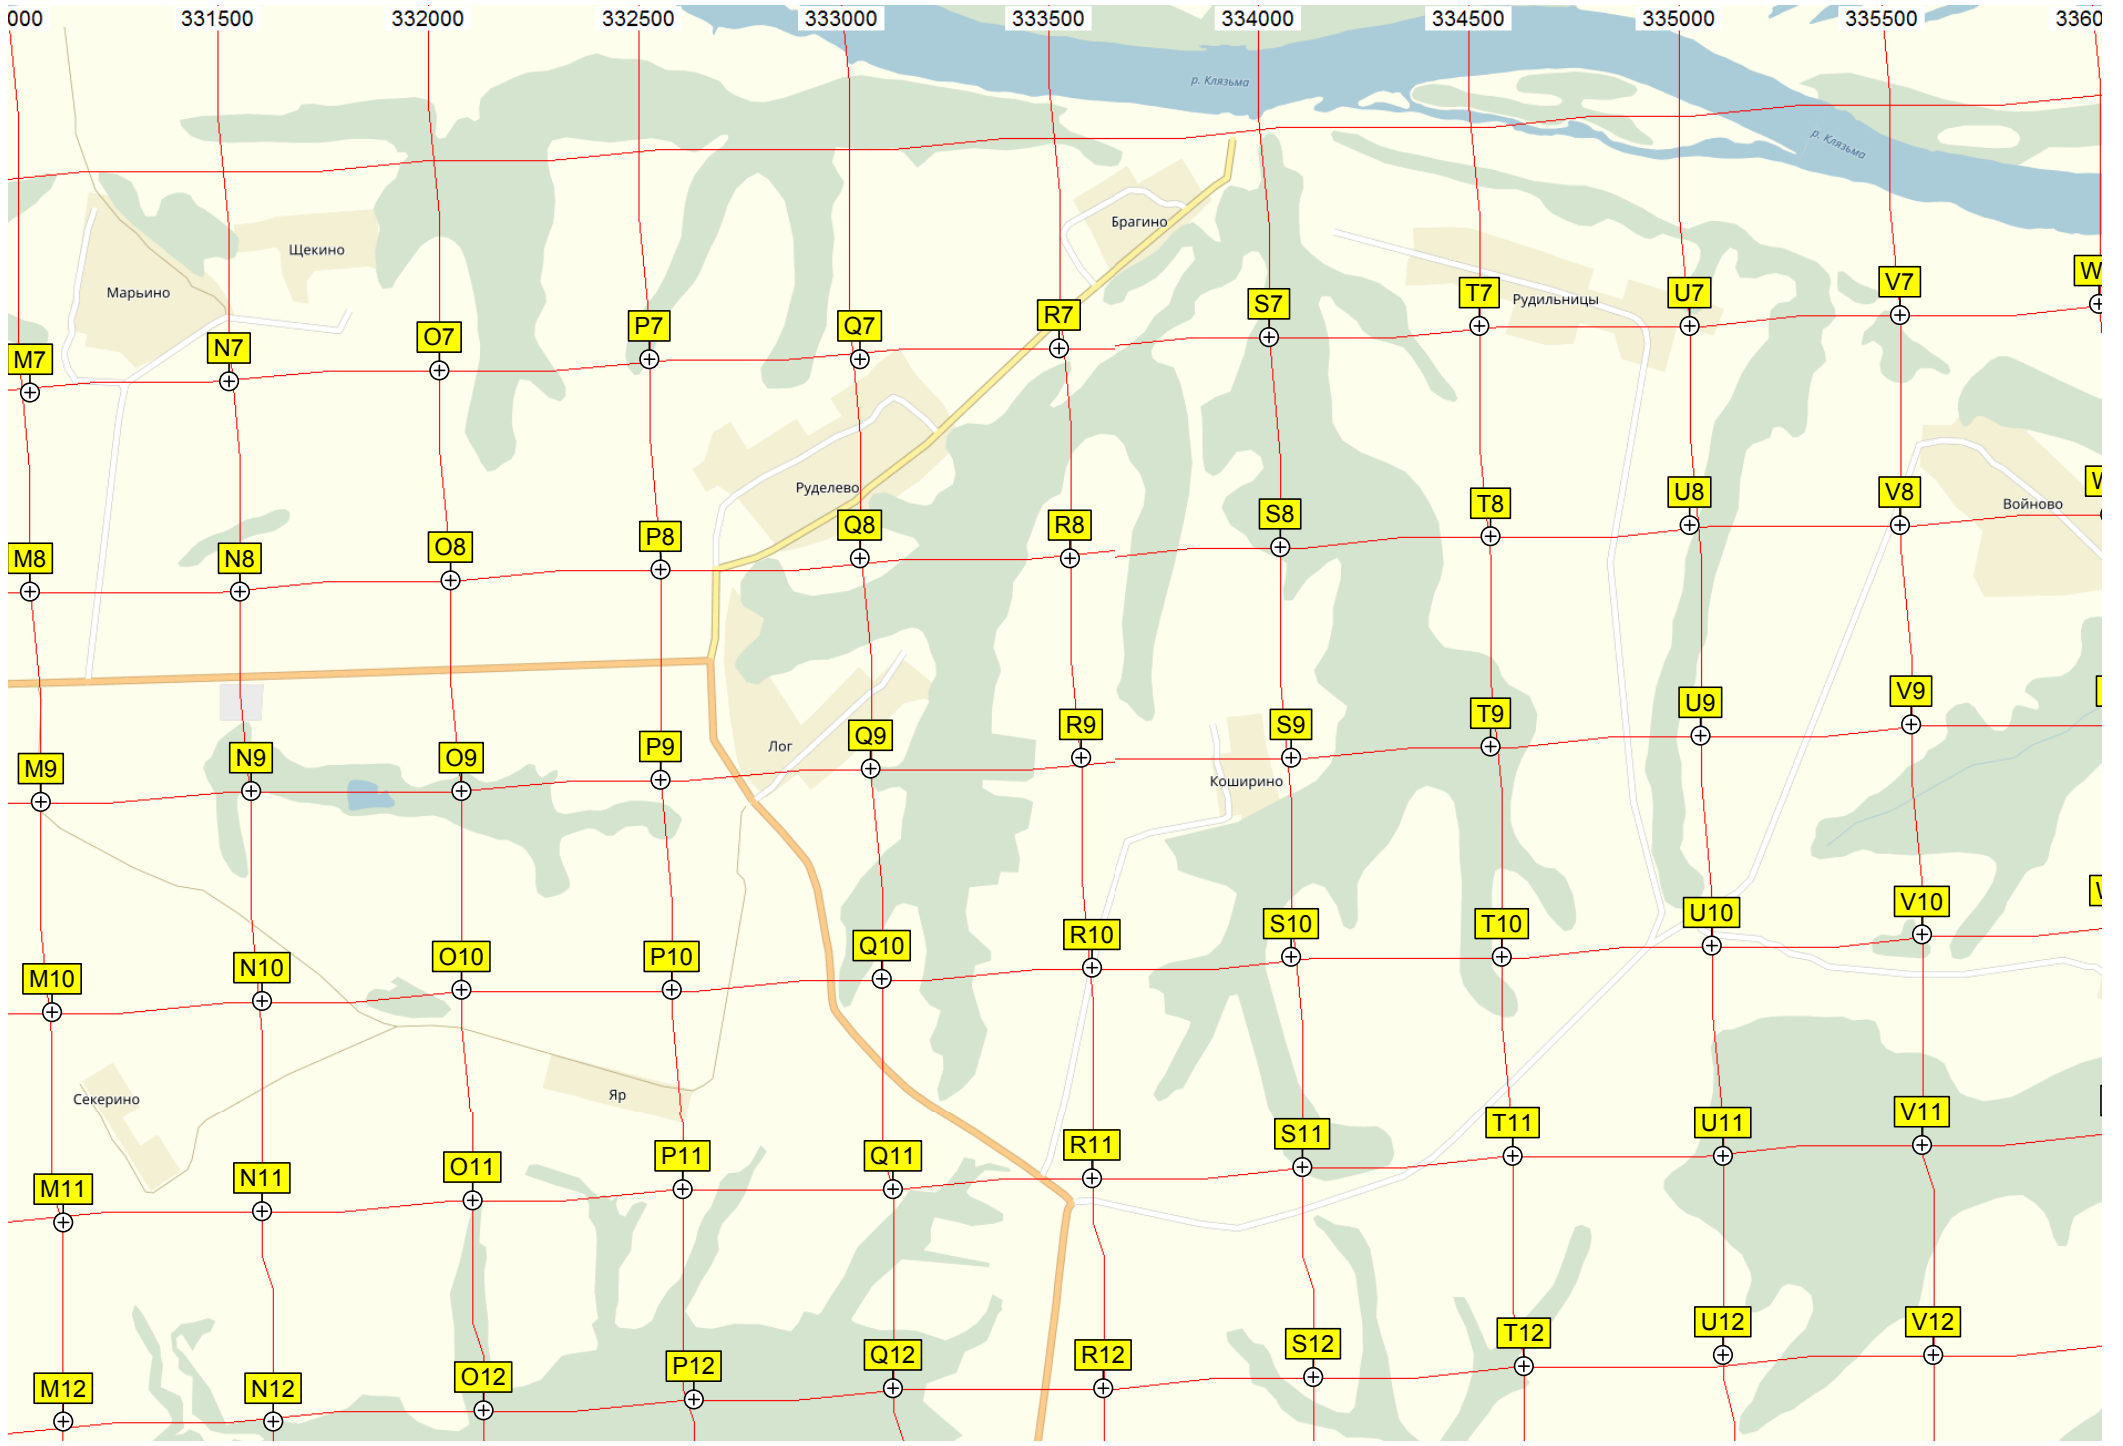 000 331500 332000 332500 333000 333500 334000 334500 335000 335500 3360
р. Клязьма
р. Клязьма
Брагино
Щекино
Марьино
Рудильницы
M7 N7 O7 P7 Q7 R7 S7 T7 U7 V7 W
Руделево
Войново
M8 N8 O8 P8 Q8 R8 S8 T8 U8 V8
Лог
Коширино
M9 N9 O9 P9 Q9 R9 S9 T9 U9 V9
M10 N10 O10 P10 Q10 R10 S10 T10 U10 V10
Секерино
Яр
M11 N11 O11 P11 Q11 R11 S11 T11 U11 V11
M12 N12 O12 P12 Q12 R12 S12 T12 U12 V12